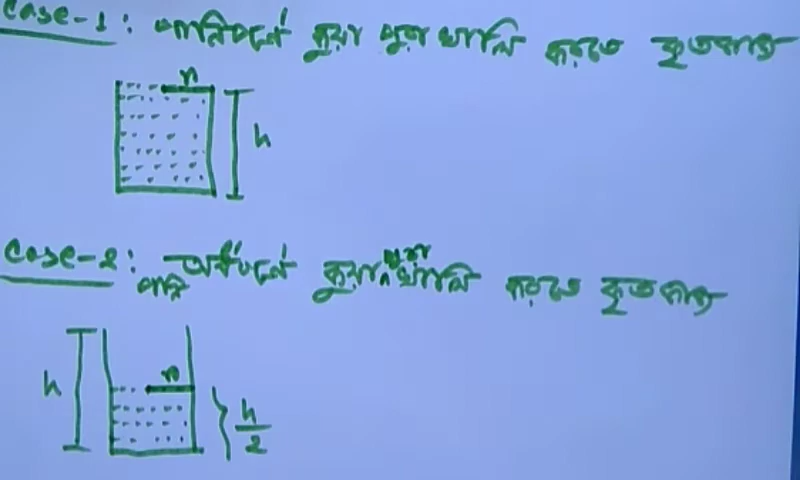 Case-1: পানিপূর্ণ কুয়া পুরা খালি করতে কৃতকাজ
r
h
Case-2: অর্ধপূর্ণ কুয়া পুরা খালি করতে কৃতকাজ
পানি
h
r
h/2